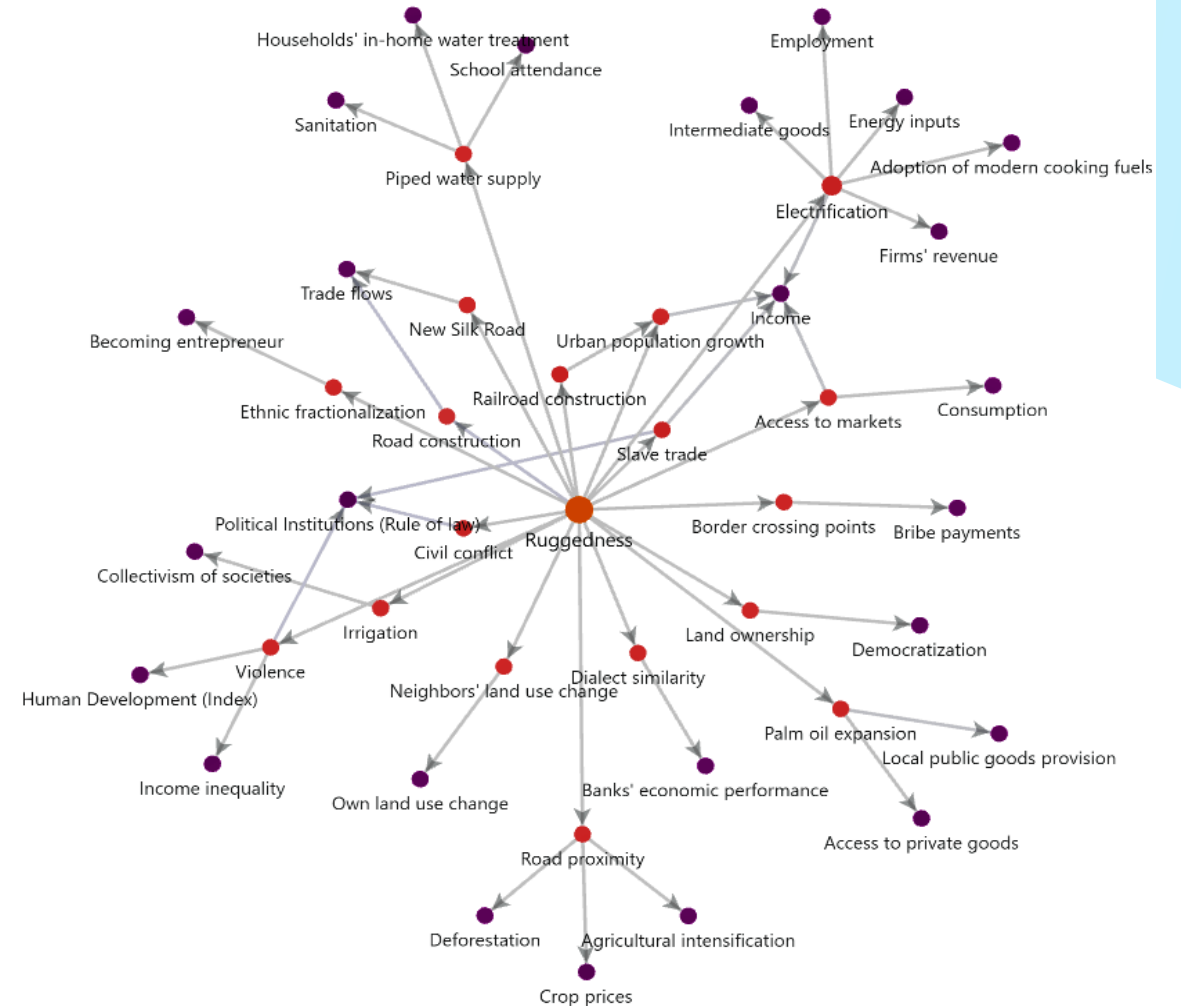 Households' in-home water treatment
Employment
School attendance
Sanitation
Intermediate goods
Energy inputs
Adoption of modern cooking fuels
Piped water supply
Electrification
Firms' revenue
Trade flows
New Silk Road
Income
Becoming entrepreneur
Urban population growth
Railroad construction
Ethnic fractionalization
Consumption
Access to markets
Road construction
Slave trade
Political Institutions (Rule of law)
Border crossing points
Bribe payments
Ruggedness
Civil conflict
Collectivism of societies
Irrigation
Land ownership
Democratization
Violence
Dialect similarity
Neighbors' land use change
Human Development (Index)
Palm oil expansion
Local public goods provision
Income inequality
Banks' economic performance
Own land use change
Access to private goods
Road proximity
Deforestation
Agricultural intensification
Crop prices